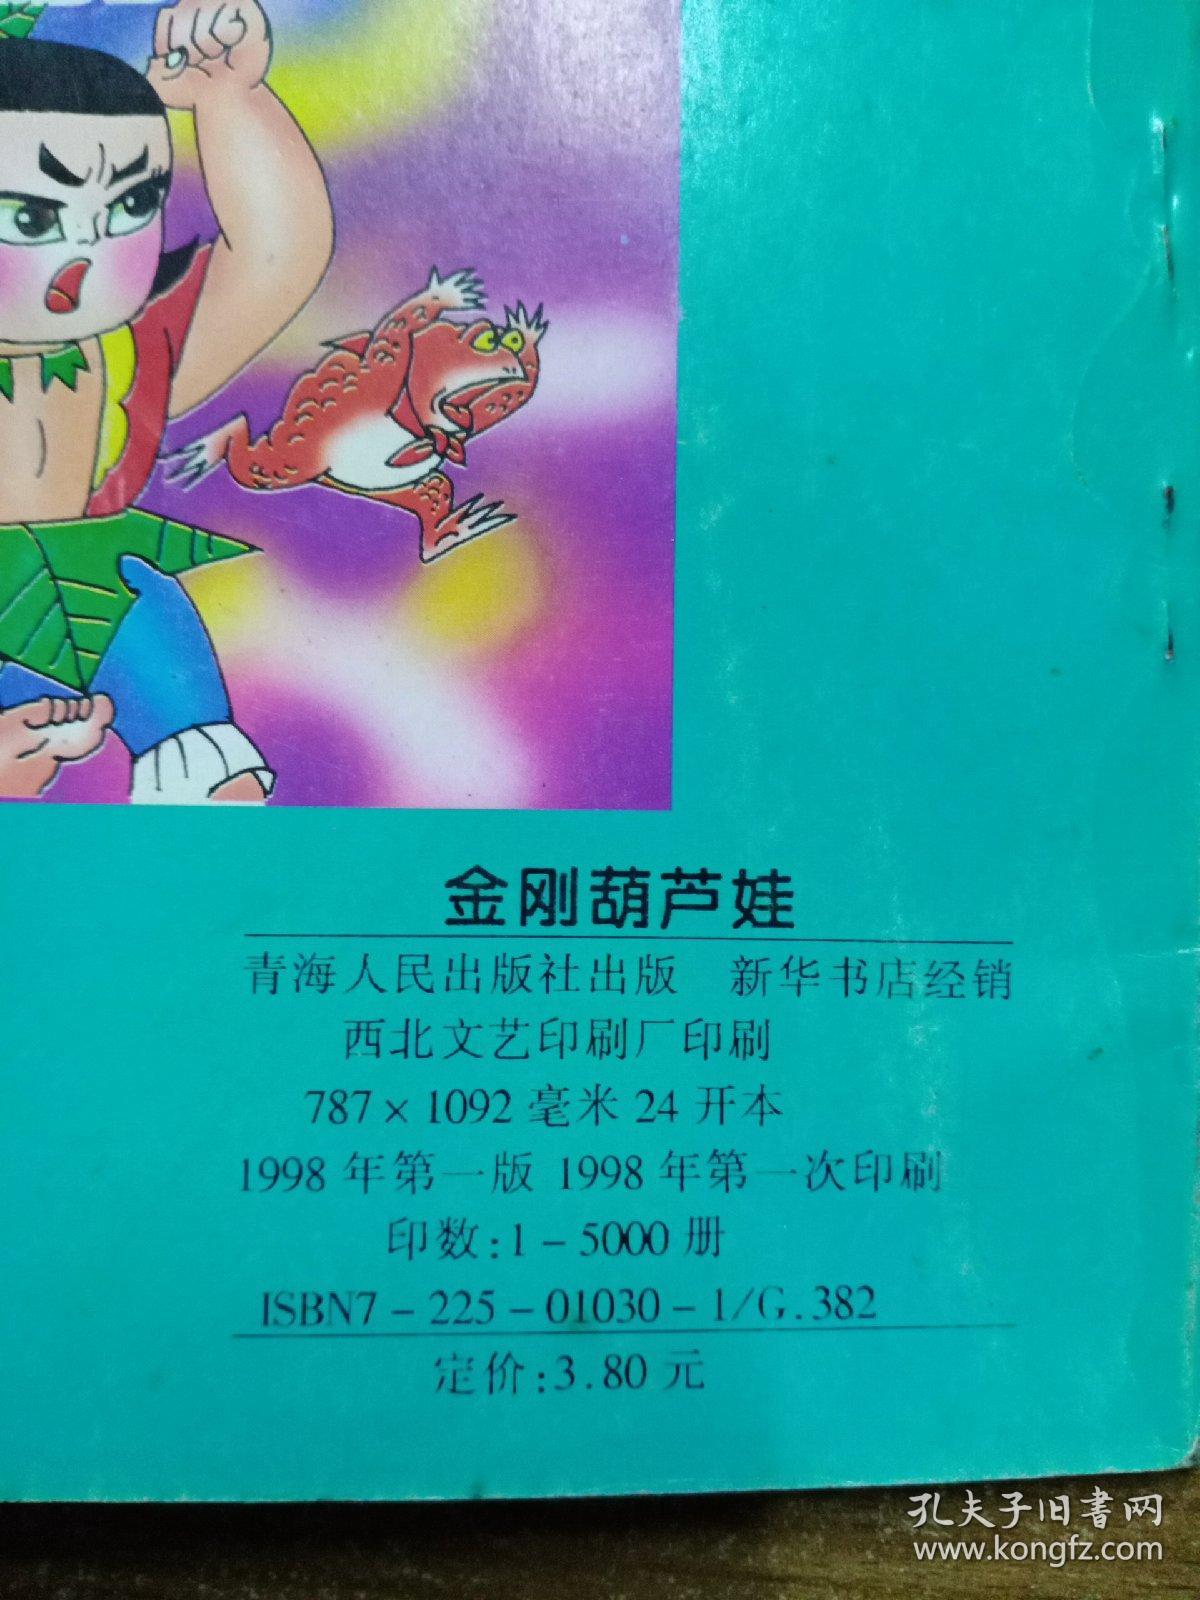 金刚葫芦娃
青海人民出版社出版 新华书店经销
西北文艺印刷厂印刷
787×1092毫米24开本
1998年第一版 1998年第一次印刷
印数:1-5000册
ISBN7-225-01030-1/G.382
定价:3.80元
孔夫子旧书网
www.kongfz.com